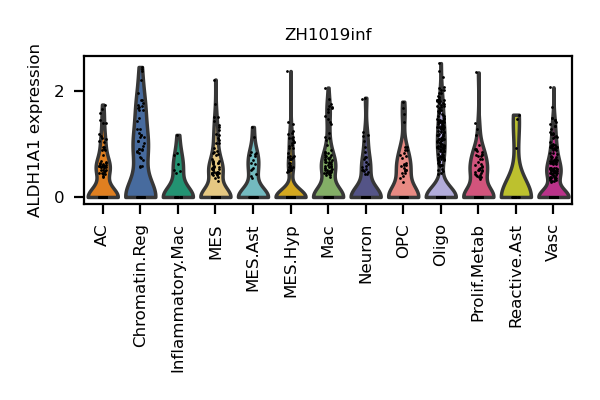 ZH1019inf
ALDH1A1 expression
2
0
AC
Chromatin.Reg
Inflammatory.Mac
MES
MES.Ast
MES.Hyp
Mac
Neuron
OPC
Oligo
Prolif.Metab
Reactive.Ast
Vasc